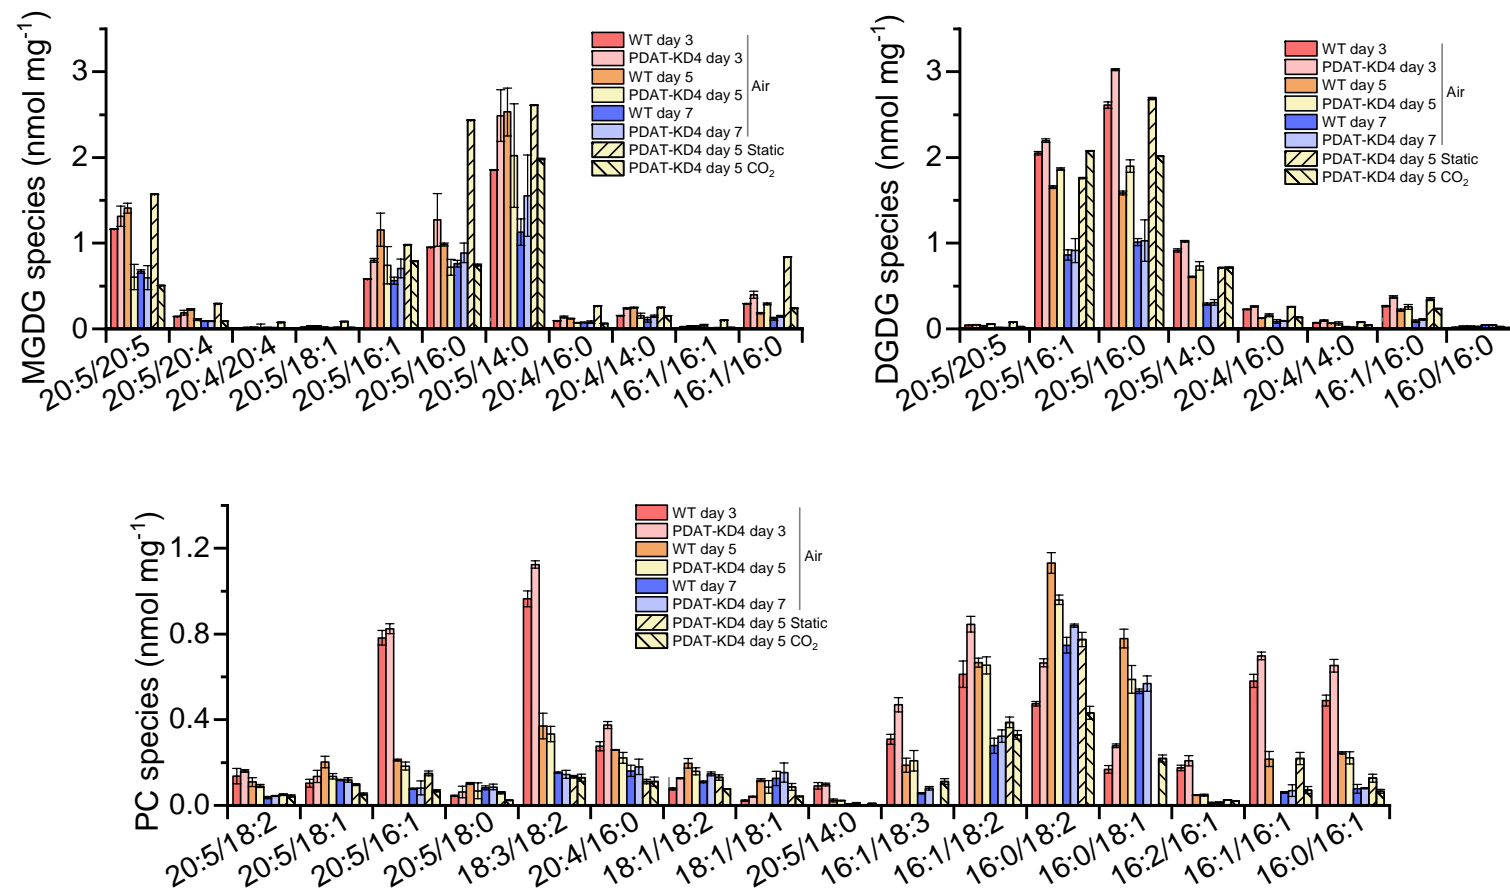 MGDG species (nmol mg-1)
3
2
1
0
WT day 3
PDAT-KD4 day 3
WT day 5
PDAT-KD4 day 5
WT day 7
PDAT-KD4 day 7
PDAT-KD4 day 5 Static
PDAT-KD4 day 5 CO2
Air
20:5/20:5
20:5/20:4
20:4/20:4
20:5/18:1
20:5/16:1
20:5/16:0
20:5/14:0
20:4/16:0
20:4/14:0
16:1/16:1
16:1/16:0
DGDG species (nmol mg-1)
3
2
1
0
WT day 3
PDAT-KD4 day 3
WT day 5
PDAT-KD4 day 5
WT day 7
PDAT-KD4 day 7
PDAT-KD4 day 5 Static
PDAT-KD4 day 5 CO2
Air
20:5/20:5
20:5/16:1
20:5/16:0
20:5/14:0
20:4/16:0
20:4/14:0
16:1/16:0
16:0/16:0
PC species (nmol mg-1)
1.2
0.8
0.4
0.0
WT day 3
PDAT-KD4 day 3
WT day 5
PDAT-KD4 day 5
WT day 7
PDAT-KD4 day 7
PDAT-KD4 day 5 Static
PDAT-KD4 day 5 CO2
Air
20:5/18:2
20:5/18:1
20:5/16:1
20:5/18:0
18:3/18:2
20:4/16:0
18:1/18:2
18:1/18:1
20:5/14:0
16:1/18:3
16:1/18:2
16:0/18:2
16:0/18:1
16:2/16:1
16:1/16:1
16:0/16:1